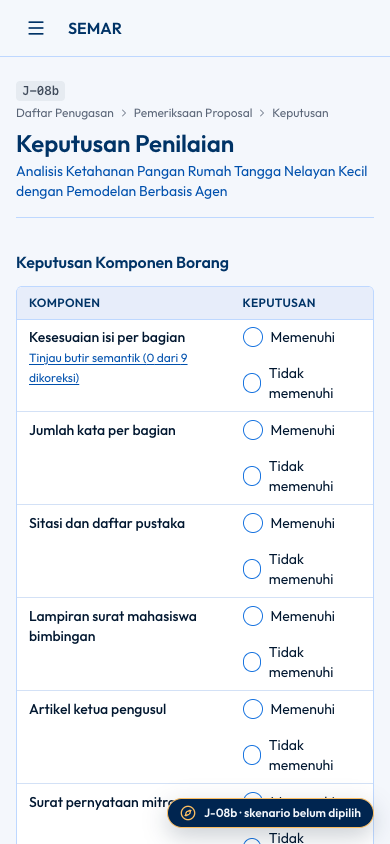 SEMAR
J-08b
Daftar Penugasan > Pemeriksaan Proposal > Keputusan
Keputusan Penilaian
Analisis Ketahanan Pangan Rumah Tangga Nelayan Kecil
dengan Pemodelan Berbasis Agen
Keputusan Komponen Borang
KOMPONEN KEPUTUSAN
Kesesuaian isi per bagian
Tinjau butir semantik (0 dari 9
dikoreksi)
Memenuhi
Tidak
memenuhi
Jumlah kata per bagian
Memenuhi
Tidak
memenuhi
Sitasi dan daftar pustaka
Memenuhi
Tidak
memenuhi
Lampiran surat mahasiswa
bimbingan
Memenuhi
Tidak
memenuhi
Artikel ketua pengusul
Memenuhi
Tidak
memenuhi
Surat pernyataan
J-08b · skenario belum dipilih
Tidak